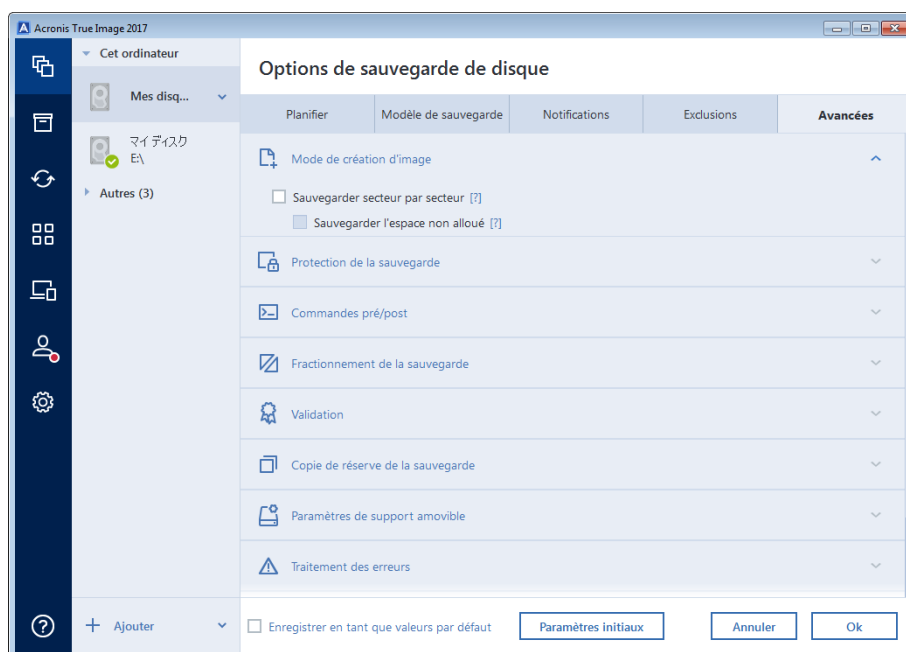 Acronis True Image 2017
Cet ordinateur
Mes disq...
マイ ディスク
E:\
Autres (3)
Ajouter
Options de sauvegarde de disque
Planifier
Modèle de sauvegarde
Notifications
Exclusions
Avancées
Mode de création d'image
Sauvegarder secteur par secteur [?]
Sauvegarder l'espace non alloué [?]
Protection de la sauvegarde
Commandes pré/post
Fractionnement de la sauvegarde
Validation
Copie de réserve de la sauvegarde
Paramètres de support amovible
Traitement des erreurs
Enregistrer en tant que valeurs par défaut
Paramètres initiaux
Annuler
Ok